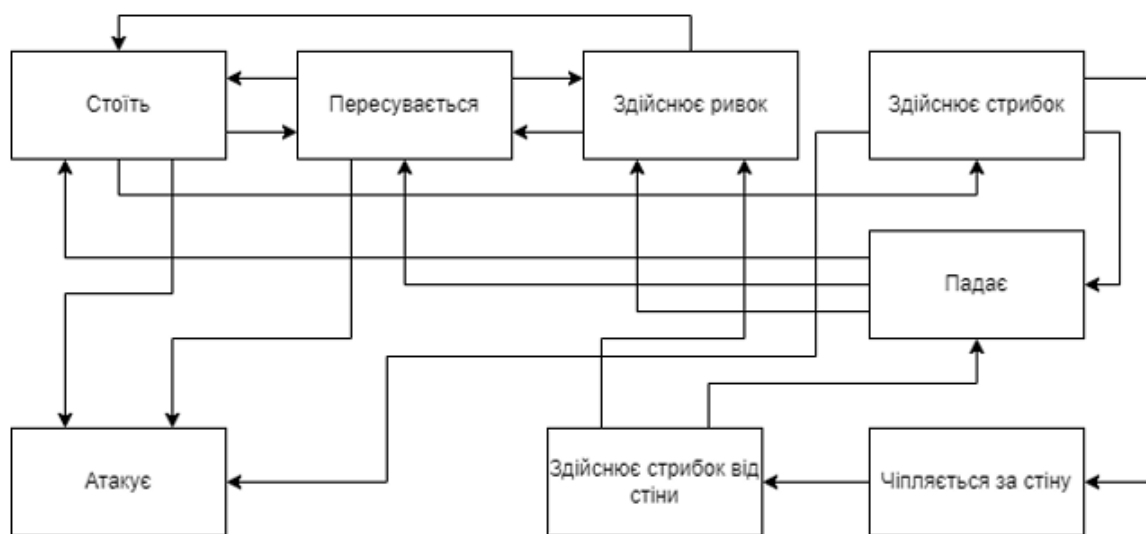 Стоїть
Пересувається
Здійснює ривок
Здійснює стрибок
Падає
Атакує
Здійснює стрибок від
стіни
Чіпляється за стіну